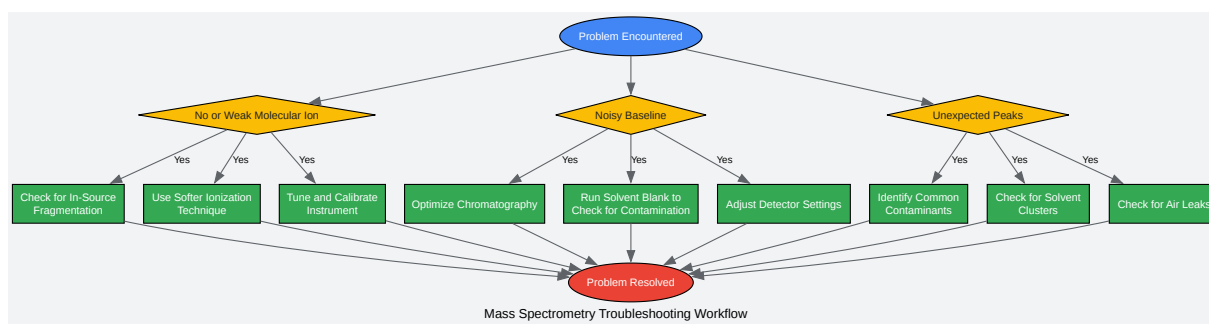 Problem Encountered
No or Weak Molecular Ion
Noisy Baseline
Unexpected Peaks
Yes
Yes
Yes
Yes
Yes
Yes
Yes
Yes
Yes
Check for In-Source
Fragmentation
Use Softer Ionization
Technique
Tune and Calibrate
Instrument
Optimize Chromatography
Run Solvent Blank to
Check for Contamination
Adjust Detector Settings
Identify Common
Contaminants
Check for Solvent
Clusters
Check for Air Leaks
Problem Resolved
Mass Spectrometry Troubleshooting Workflow